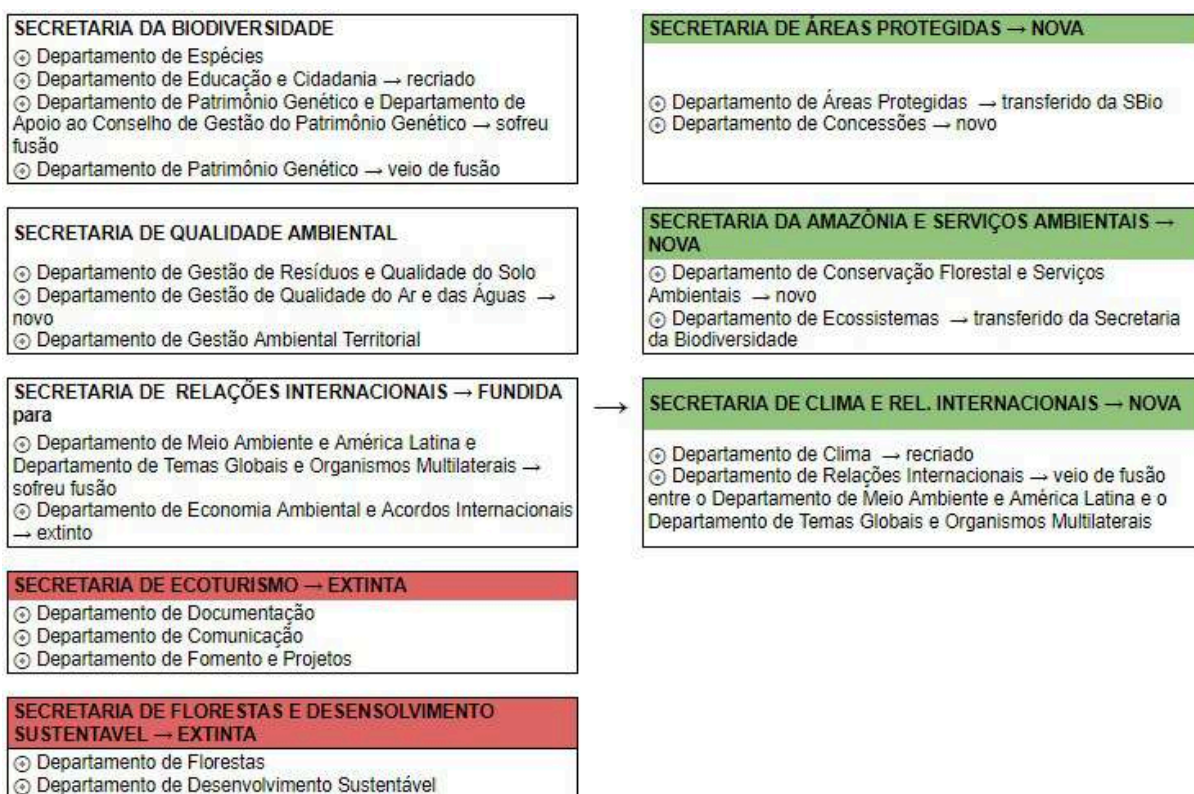 SECRETARIA DA BIODIVERSIDADE
⊙ Departamento de Espécies
⊙ Departamento de Educação e Cidadania → recriado
⊙ Departamento de Patrimônio Genético e Departamento de
Apoio ao Conselho de Gestão do Patrimônio Genético → sofreu
fusão
⊙ Departamento de Patrimônio Genético → veio de fusão
SECRETARIA DE ÁREAS PROTEGIDAS → NOVA
⊙ Departamento de Áreas Protegidas → transferido da SBio
⊙ Departamento de Concessões → novo
SECRETARIA DE QUALIDADE AMBIENTAL
⊙ Departamento de Gestão de Resíduos e Qualidade do Solo
⊙ Departamento de Gestão de Qualidade do Ar e das Águas →
novo
⊙ Departamento de Gestão Ambiental Territorial
SECRETARIA DA AMAZÔNIA E SERVIÇOS AMBIENTAIS →
NOVA
⊙ Departamento de Conservação Florestal e Serviços
Ambientais → novo
⊙ Departamento de Ecossistemas → transferido da Secretaria
da Biodiversidade
SECRETARIA DE RELAÇÕES INTERNACIONAIS → FUNDIDA
para
⊙ Departamento de Meio Ambiente e América Latina e
Departamento de Temas Globais e Organismos Multilaterais →
sofreu fusão
⊙ Departamento de Economia Ambiental e Acordos Internacionais
→ extinto
→
SECRETARIA DE CLIMA E REL. INTERNACIONAIS → NOVA
⊙ Departamento de Clima → recriado
⊙ Departamento de Relações Internacionais → veio de fusão
entre o Departamento de Meio Ambiente e América Latina e o
Departamento de Temas Globais e Organismos Multilaterais
SECRETARIA DE ECOTURISMO → EXTINTA
⊙ Departamento de Documentação
⊙ Departamento de Comunicação
⊙ Departamento de Fomento e Projetos
SECRETARIA DE FLORESTAS E DESENSOLVIMENTO
SUSTENTAVEL → EXTINTA
⊙ Departamento de Florestas
⊙ Departamento de Desenvolvimento Sustentável